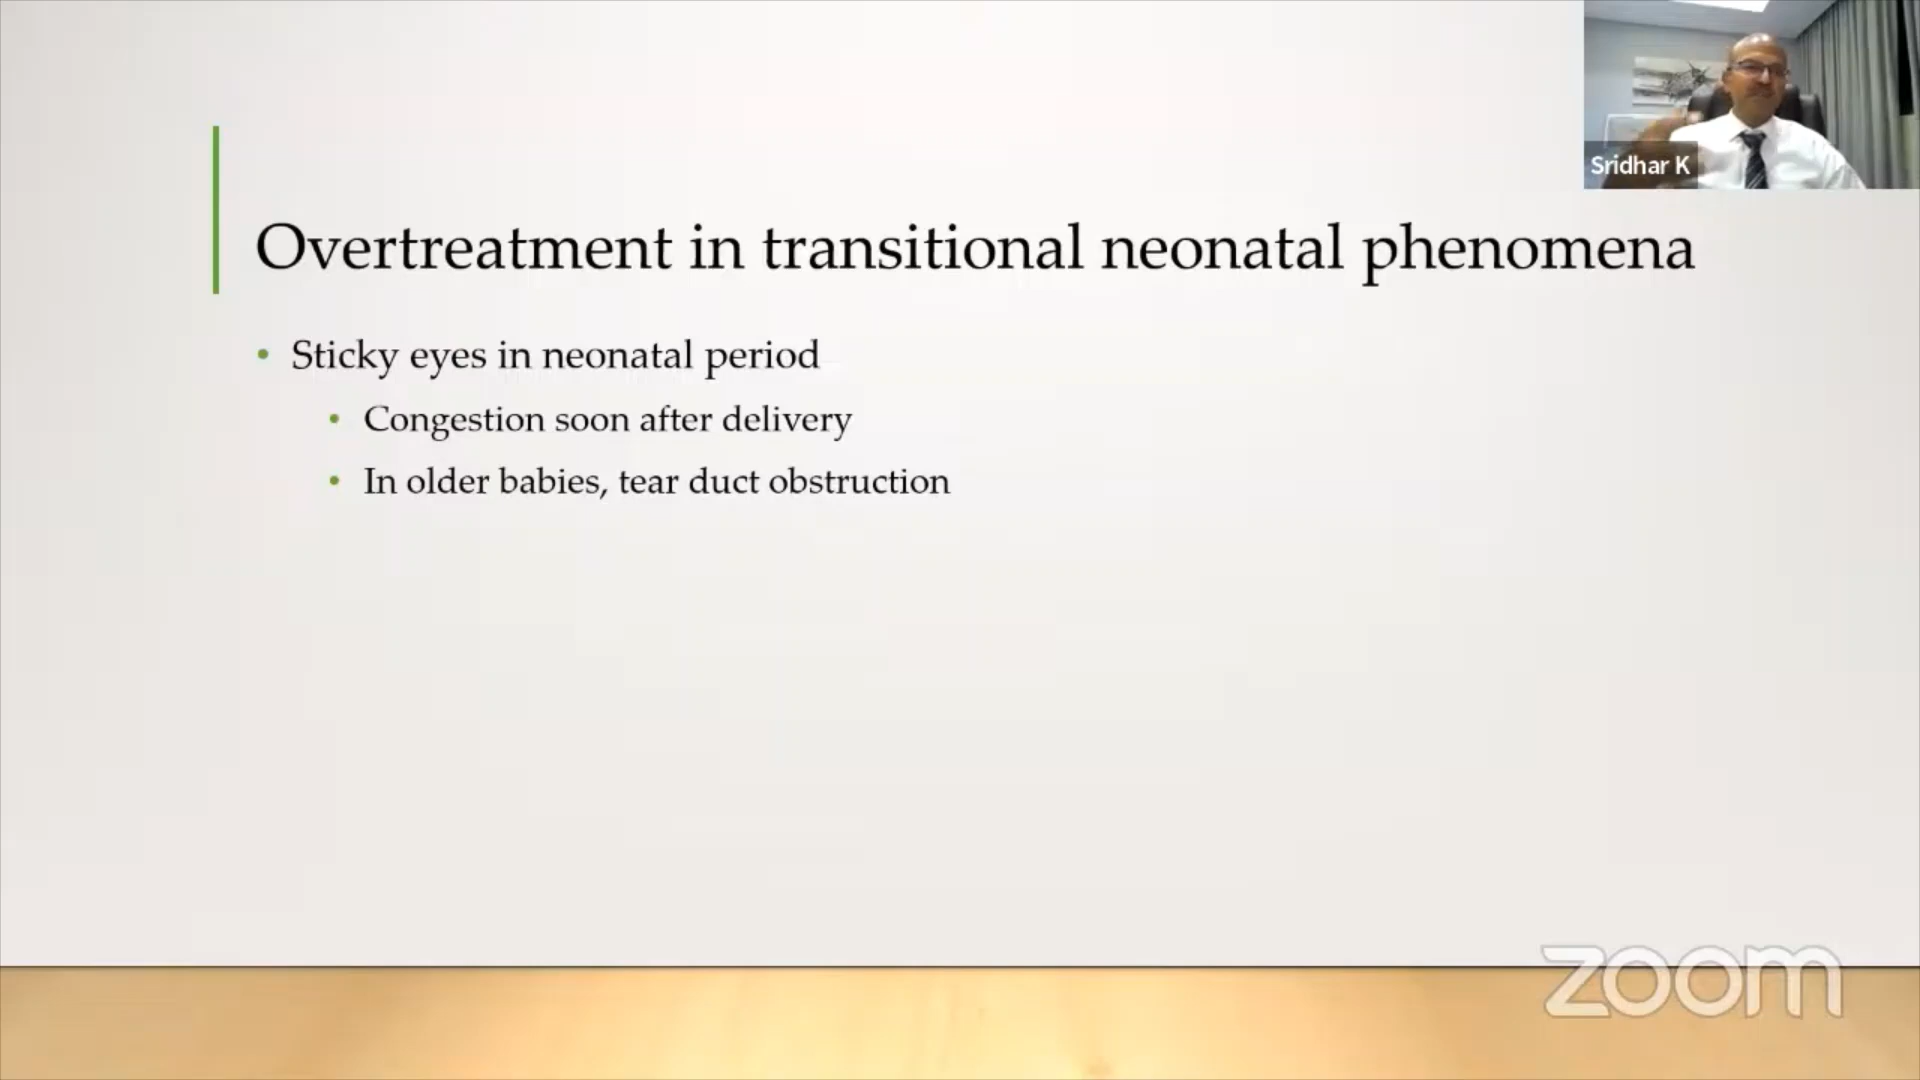 Sridhar K
Overtreatment in transitional neonatal phenomena
• Sticky eyes in neonatal period
• Congestion soon after delivery
• In older babies, tear duct obstruction
zoom